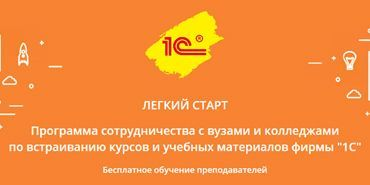 1С®
ЛЕГКИЙ СТАРТ
Программа сотрудничества с вузами и колледжами
по встраиванию курсов и учебных материалов фирмы "1С"
Бесплатное обучение преподавателей